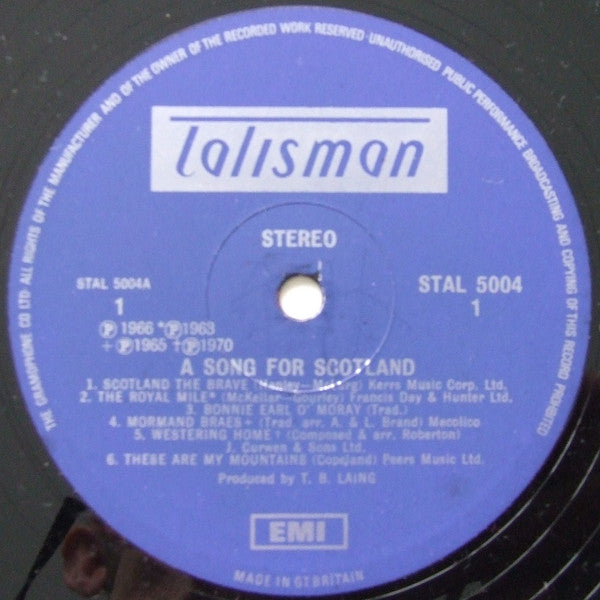 THE GRAMOPHONE CO LTD· ALL RIGHTS OF THE MANUFACTURER AND OF THE OWNER OF THE RECORDED WORK RESERVED·UNAUTHORISED PUBLIC PERFORMANCE BROADCASTING AND COPYING OF THIS RECORD PROHIBITED
talisman
STEREO
STAL 5004A
1
STAL 5004
1
℗ 1966 *℗1963
+ ℗1965 †℗1970
A SONG FOR SCOTLAND
1. SCOTLAND THE BRAVE (Hanley— Kerrs Music Corp. Ltd.
2. THE ROYAL MILE* (McKellar— Gourley) Francis Day & Hunter Ltd.
3. BONNIE EARL O' MORAY (Trad.)
4. MORMAND BRAES+ (Trad. arr. A. & L. Brand) Mecolico
5. WESTERING HOME† (Composed & arr. Roberton)
J. Curwen & Sons Ltd.
6. THESE ARE MY MOUNTAINS (Copeland) Peers Music Ltd.
Produced by T. B. LAING
EMI
MADE IN GT BRITAIN